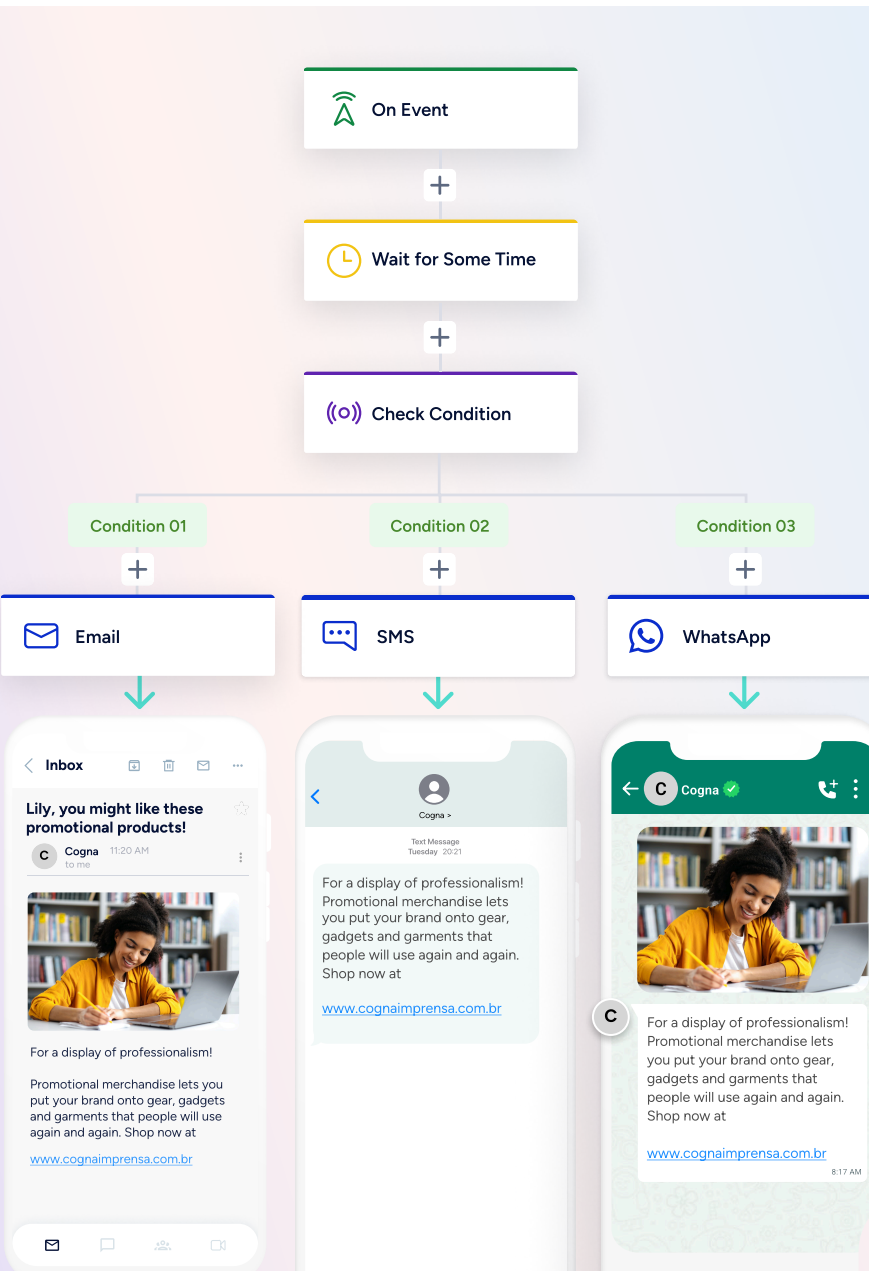 On Event
Wait for Some Time
Check Condition
Condition 01
Condition 02
Condition 03
Email
SMS
WhatsApp
Inbox
Lily, you might like these
promotional products!
C
Cogna 11:20 AM
to me
For a display of professionalism!
Promotional merchandise lets you
put your brand onto gear, gadgets
and garments that people will use
again and again. Shop now at
www.cognaimprensa.com.br
Cogna >
Text Message
Tuesday 20:21
For a display of professionalism!
Promotional merchandise lets
you put your brand onto gear,
gadgets and garments that
people will use again and again.
Shop now at
www.cognaimprensa.com.br
C Cogna
C
For a display of professionalism!
Promotional merchandise lets
you put your brand onto gear,
gadgets and garments that
people will use again and again.
Shop now at
www.cognaimprensa.com.br
8:17 AM